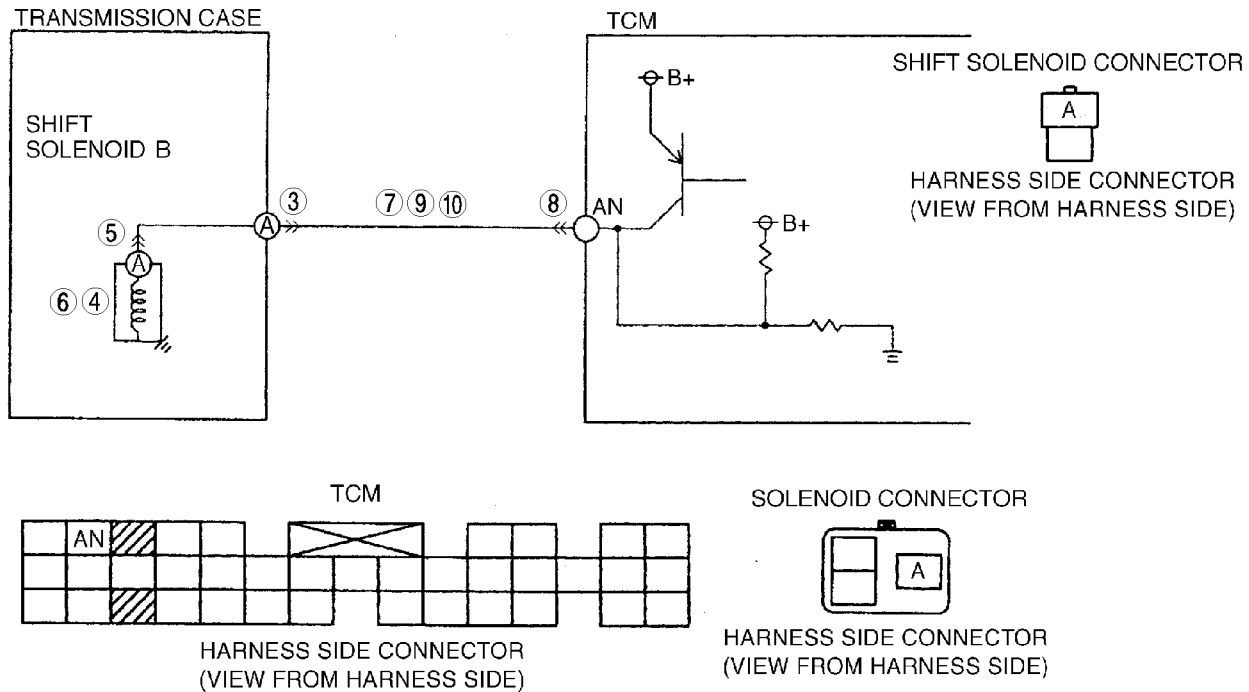 TRANSMISSION CASE
TCM
SHIFT SOLENOID CONNECTOR
B+
A
SHIFT
SOLENOID B
HARNESS SIDE CONNECTOR
(VIEW FROM HARNESS SIDE)
A
3
7 9 10
8
AN
B+
5
A
6 4
TCM
SOLENOID CONNECTOR
AN
A
HARNESS SIDE CONNECTOR
(VIEW FROM HARNESS SIDE)
HARNESS SIDE CONNECTOR
(VIEW FROM HARNESS SIDE)